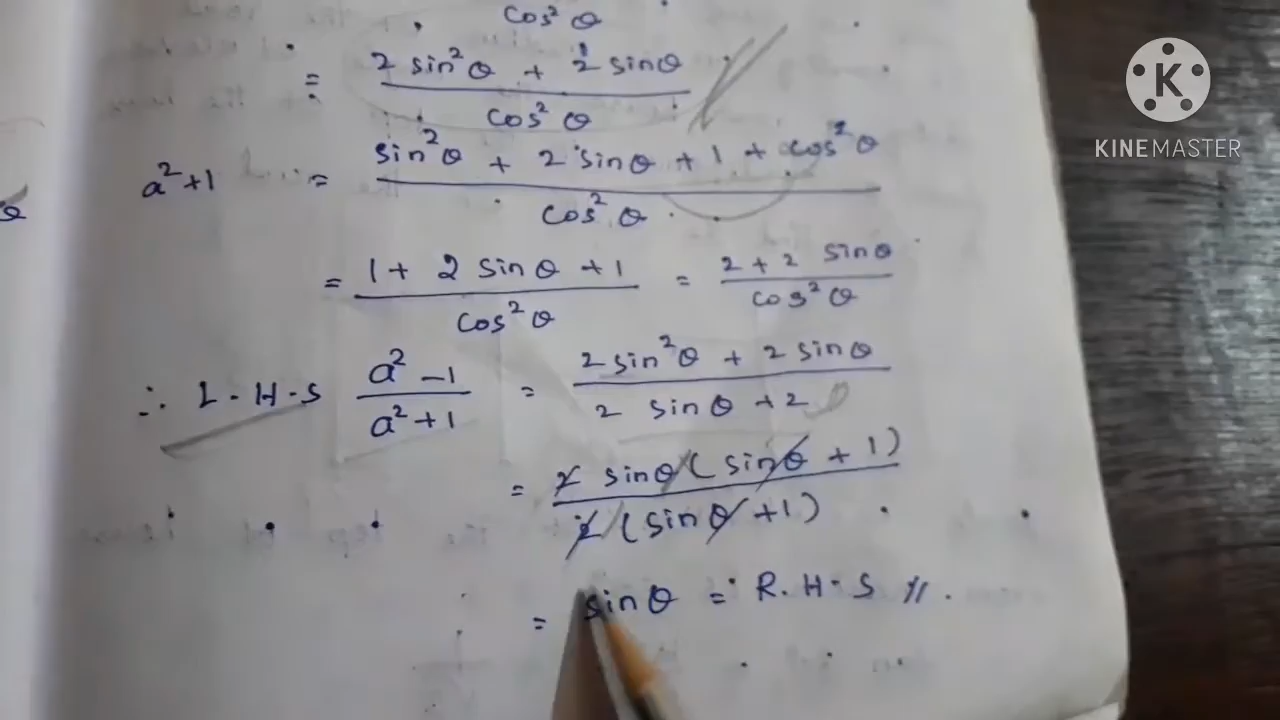 cos² θ
= 2 sin² θ + 2 sin θ / cos² θ
a² + 1 = sin² θ + 2 sin θ + 1 + cos² θ / cos² θ
= 1 + 2 sin θ + 1 / cos² θ = 2 + 2 sin θ / cos² θ
∴ L.H.S a² - 1 / a² + 1 = 2 sin² θ + 2 sin θ / 2 sin θ + 2
= 2 sin θ (sin θ + 1) / 2 (sin θ + 1)
= sin θ = R.H.S //.
K
KINEMASTER